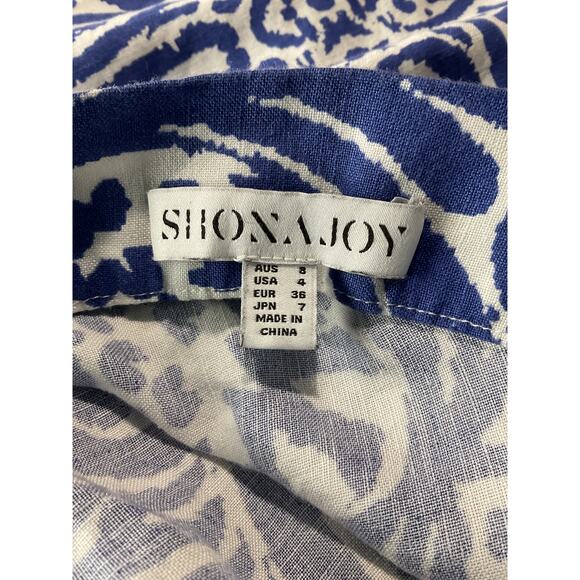 SHONAJOY
AUS 8
USA 4
EUR 36
JPN 7
MADE IN
CHINA